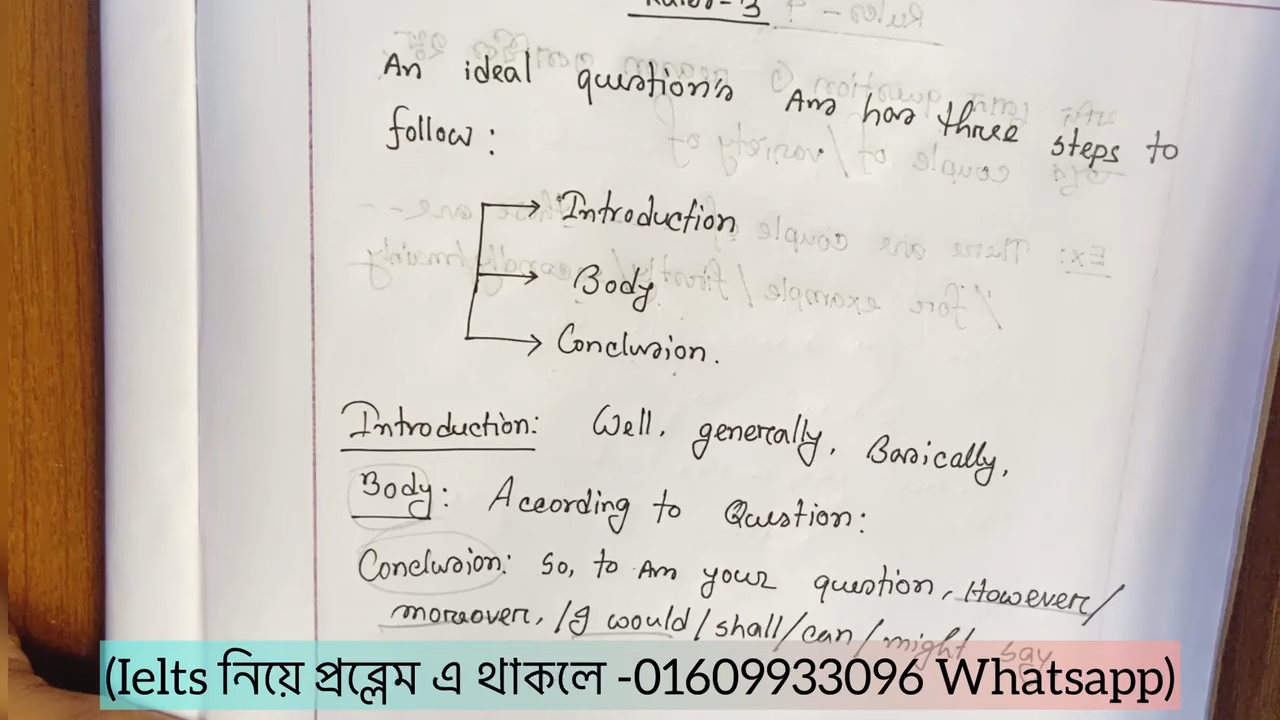 Rules-3
An ideal question's Ans has three steps to
follow:
Introduction
Body
Conclusion.
Introduction: Well, generally, Basically,
Body: According to Question:
Conclusion: So, to Ans your question, However/
moreover, /I would/shall/can/might say
(Ielts নিয়ে প্রব্লেম এ থাকলে -01609933096 Whatsapp)